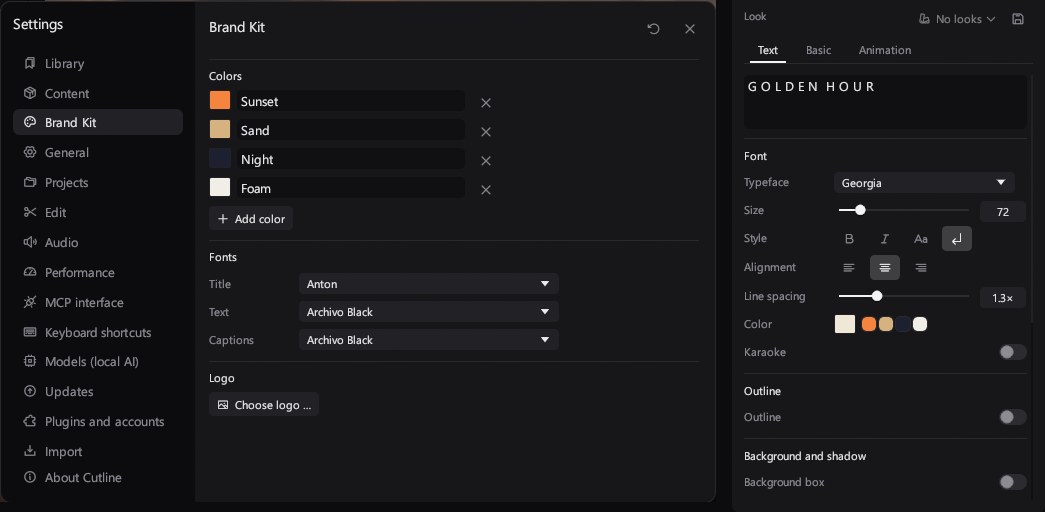 Settings
Library
Content
Brand Kit
General
Projects
Edit
Audio
Performance
MCP interface
Keyboard shortcuts
Models (local AI)
Updates
Plugins and accounts
Import
About Cutline
Brand Kit
Colors
Sunset
Sand
Night
Foam
Add color
Fonts
Title Anton
Text Archivo Black
Captions Archivo Black
Logo
Choose logo ...
Look No looks
Text Basic Animation
GOLDEN HOUR
Font
Typeface Georgia
Size 72
Style B I Aa
Alignment
Line spacing 1.3×
Color
Karaoke
Outline
Outline
Background and shadow
Background box